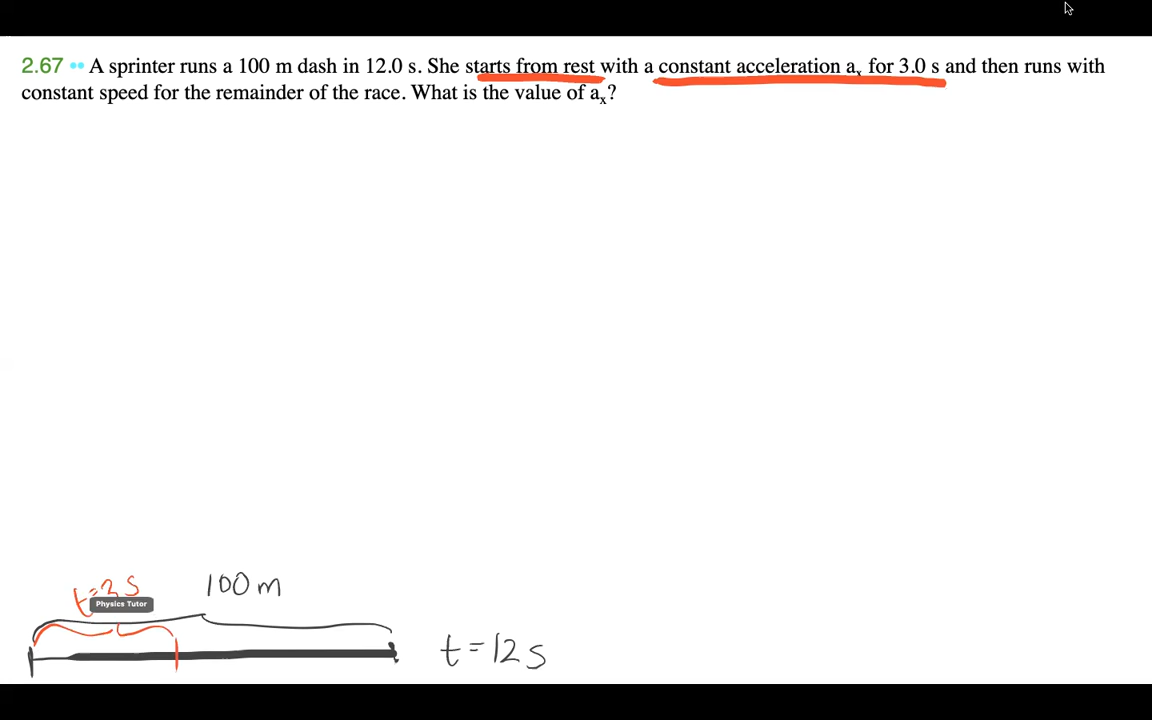 2.67 •• A sprinter runs a 100 m dash in 12.0 s. She starts from rest with a constant acceleration aₓ for 3.0 s and then runs with
constant speed for the remainder of the race. What is the value of aₓ?
100 m
Physics Tutor
t=12 s